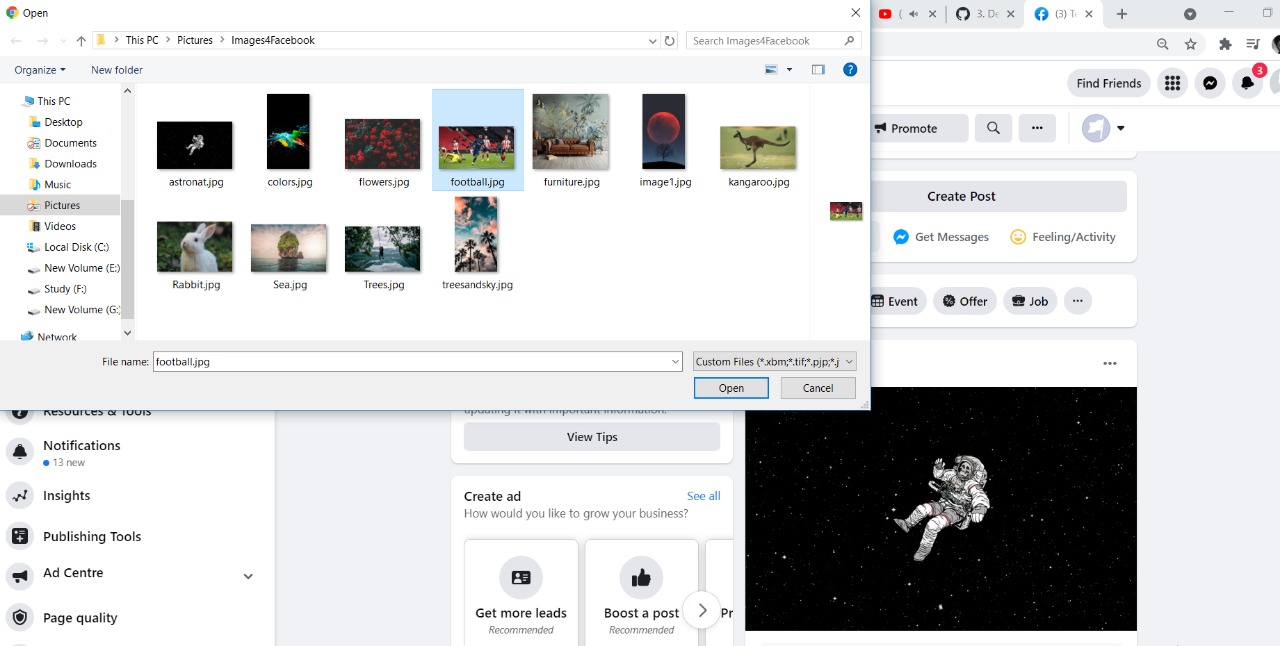 Open
(
3. De
(3) Te
This PC
Pictures
Images4Facebook
Search Images4Facebook
Organize
New folder
Find Friends
3
Promote
This PC
Desktop
Documents
Downloads
Music
Pictures
Videos
Local Disk (C:)
New Volume (E:)
Study (F:)
New Volume (G:
Network
astronat.jpg
colors.jpg
flowers.jpg
football.jpg
furniture.jpg
image1.jpg
kangaroo.jpg
Rabbit.jpg
Sea.jpg
Trees.jpg
treesandsky.jpg
Create Post
Get Messages
Feeling/Activity
Event
Offer
Job
File name:
football.jpg
Custom Files (*.xbm;*.tif;*.pjp;*.j
Open
Cancel
Resources & Tools
updating it with important information.
Notifications
13 new
View Tips
Insights
Create ad
See all
How would you like to grow your business?
Publishing Tools
Ad Centre
Get more leads
Boost a post
Pr
Recommended
Recommended
Page quality